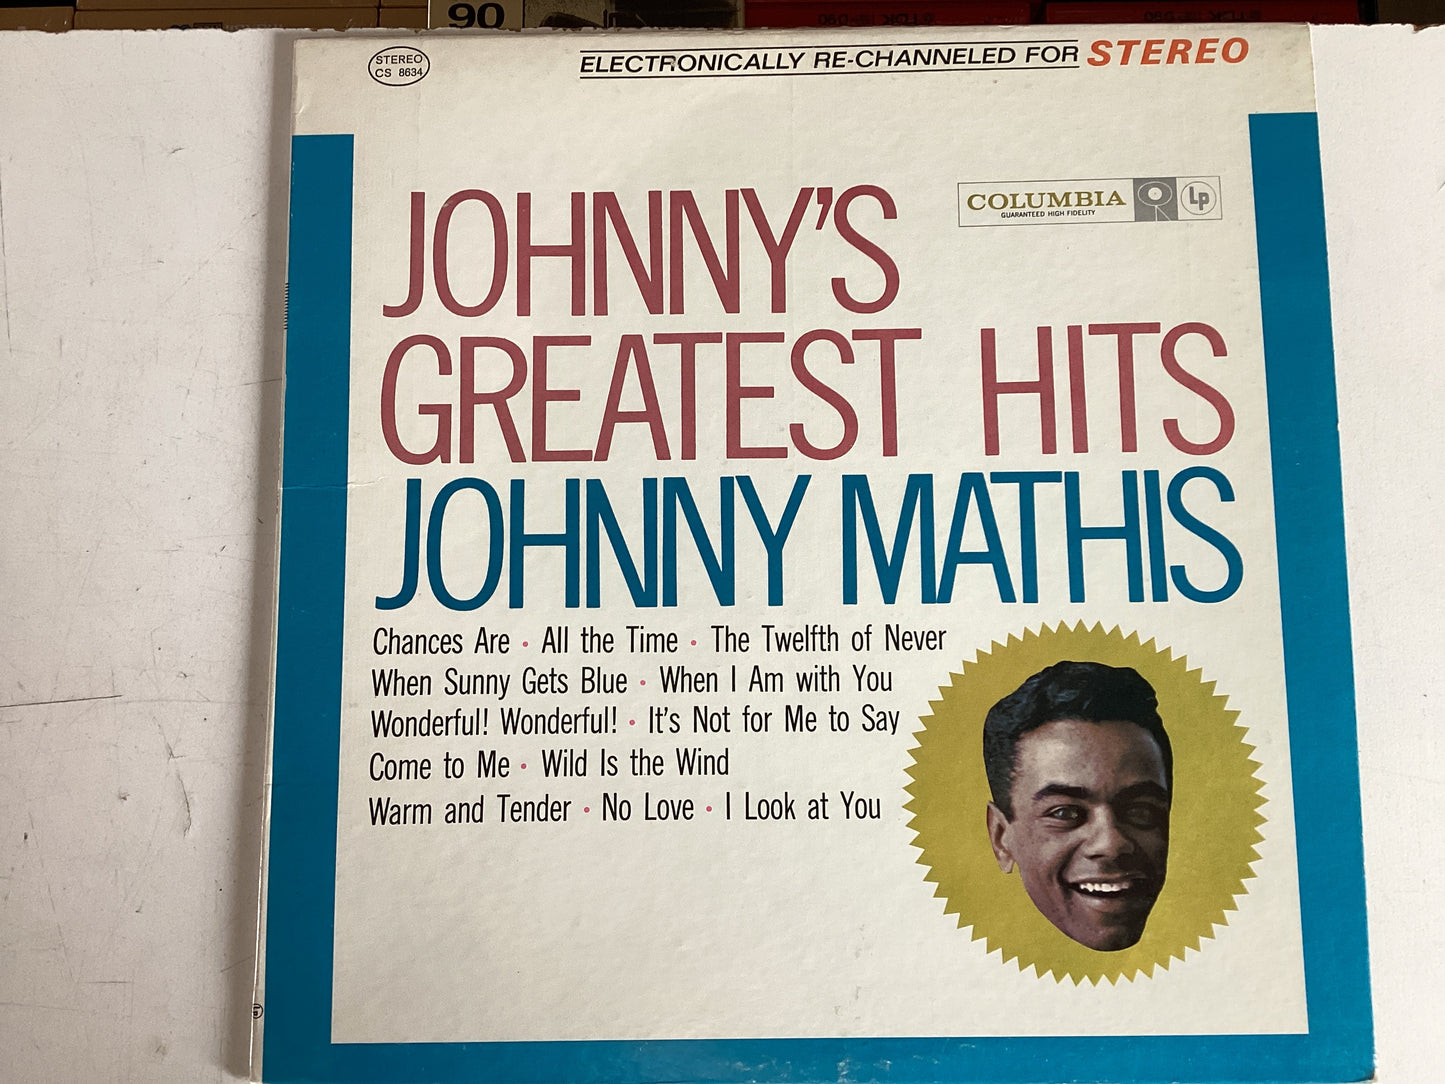 90
STEREO
CS 8634
ELECTRONICALLY RE-CHANNELED FOR STEREO
COLUMBIA
GUARANTEED HIGH FIDELITY
Lp
JOHNNY'S
GREATEST HITS
JOHNNY MATHIS
Chances Are • All the Time • The Twelfth of Never
When Sunny Gets Blue • When I Am with You
Wonderful! Wonderful! • It's Not for Me to Say
Come to Me • Wild Is the Wind
Warm and Tender • No Love • I Look at You